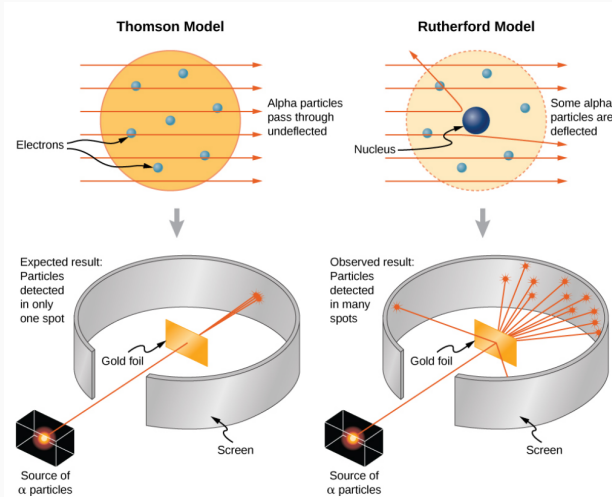 Thomson Model
Alpha particles
pass through
undeflected
Electrons
Expected result:
Particles
detected
in only
one spot
Gold foil
Screen
Source of
α particles
Rutherford Model
Some alpha
particles are
deflected
Nucleus
Observed result:
Particles
detected
in many
spots
Gold foil
Screen
Source of
α particles